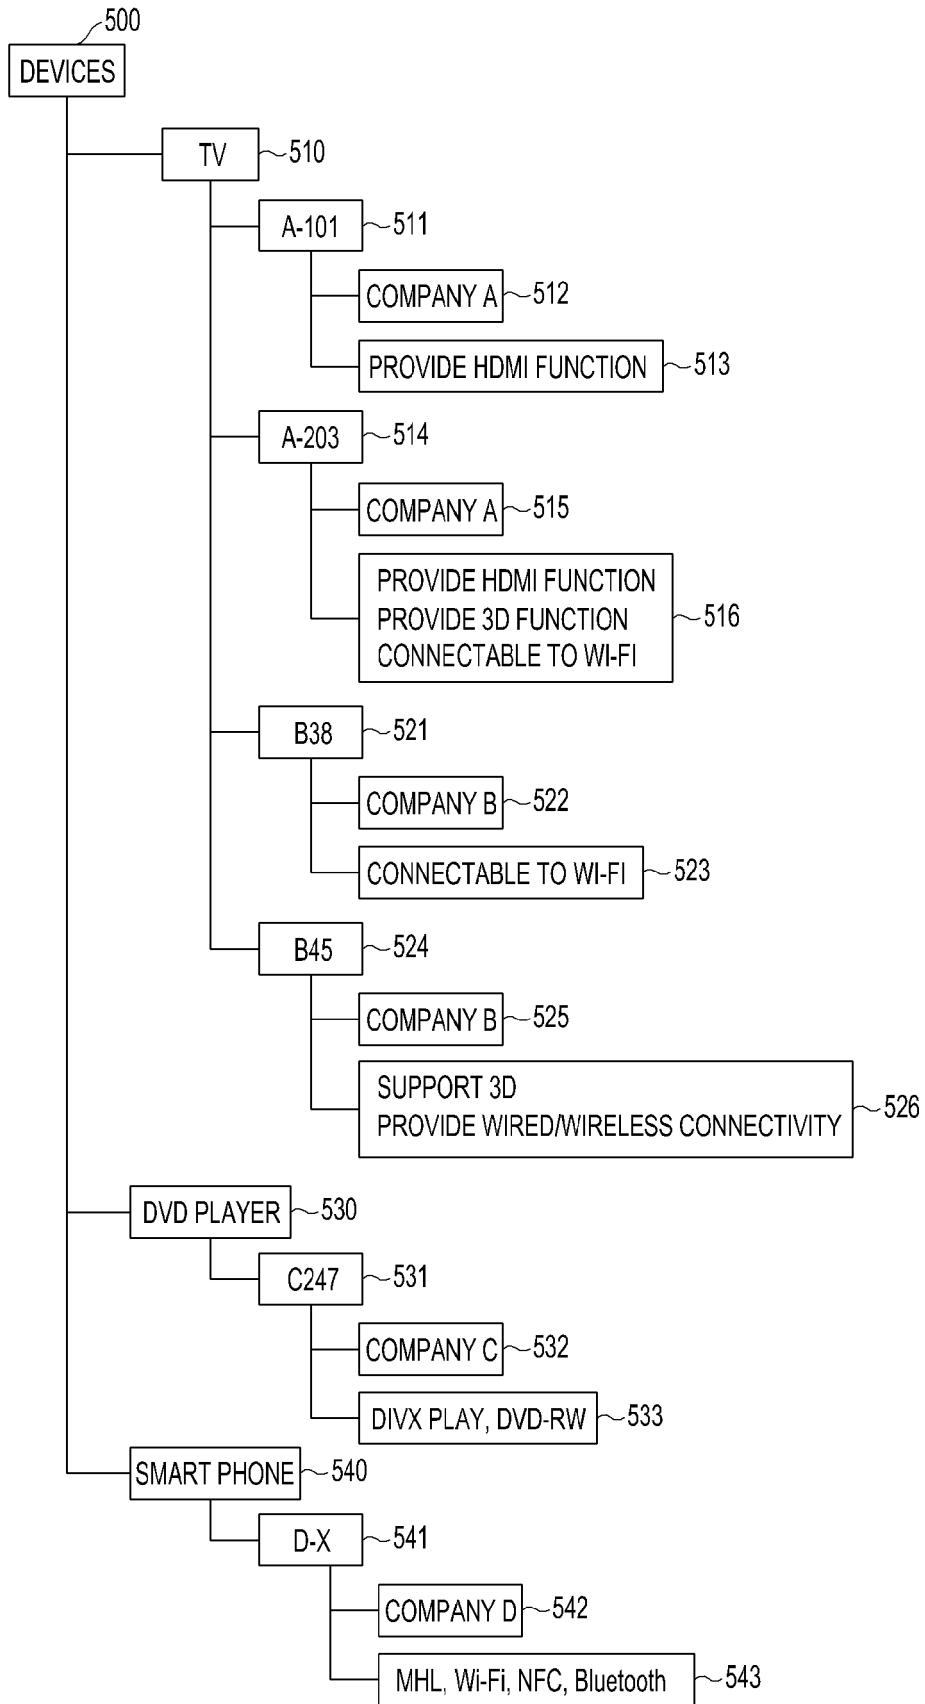 500
DEVICES
TV
510
A-101
511
COMPANY A
512
PROVIDE HDMI FUNCTION
513
A-203
514
COMPANY A
515
PROVIDE HDMI FUNCTION
PROVIDE 3D FUNCTION
516
CONNECTABLE TO WI-FI
B38
521
COMPANY B
522
CONNECTABLE TO WI-FI
523
B45
524
COMPANY B
525
SUPPORT 3D
PROVIDE WIRED/WIRELESS CONNECTIVITY
526
DVD PLAYER
530
C247
531
COMPANY C
532
DIVX PLAY, DVD-RW
533
SMART PHONE
540
D-X
541
COMPANY D
542
MHL, Wi-Fi, NFC, Bluetooth
543